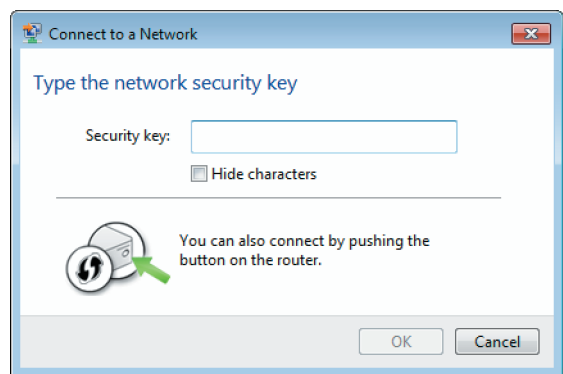 Connect to a Network
Type the network security key
Security key:
Hide characters
You can also connect by pushing the
button on the router.
OK
Cancel